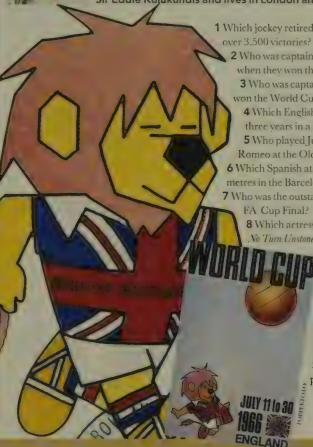 Sir Eddie Kulukundis and lives in London an
1 Which jockey retired
over 3,500 victories?
2 Who was captain
when they won th
3 Who was capta
won the World Cu
4 Which English
three years in a
5 Who played Ju
Romeo at the Old
6 Which Spanish at
metres in the Barcel
7 Who was the outsta
FA Cup Final?
8 Which actres
No Turn Unstone
WORLD CUP
JULY 11 to 30
1966
ENGLAND